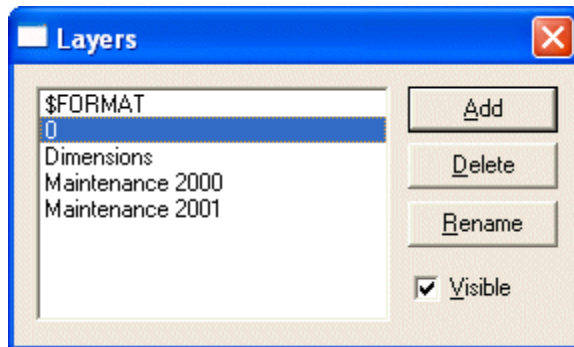 Layers
$FORMAT
0
Dimensions
Maintenance 2000
Maintenance 2001
Add
Delete
Rename
Visible